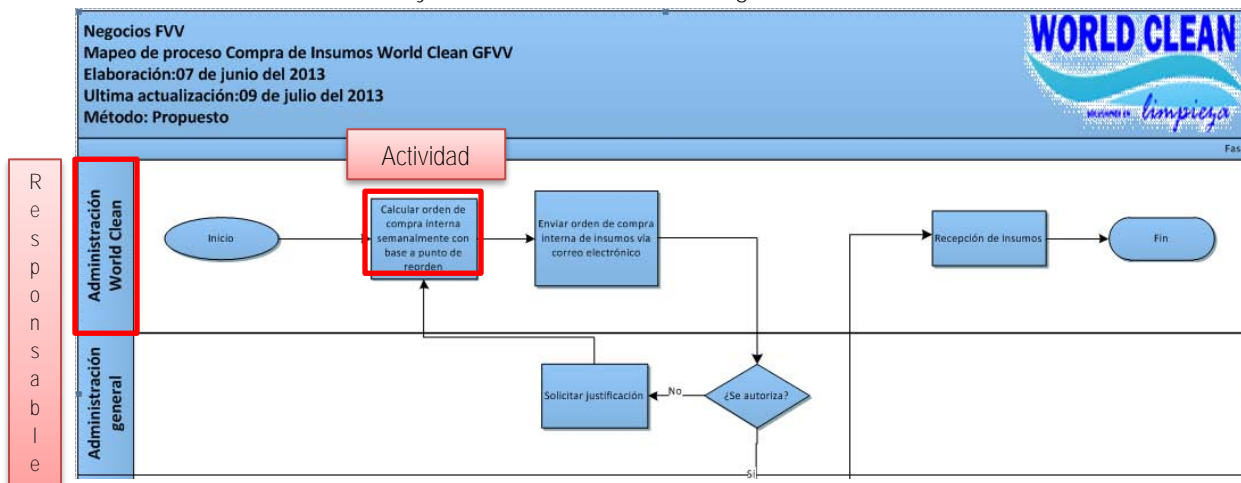 Negocios FVV
Mapeo de proceso Compra de Insumos World Clean GFVV
Elaboración:07 de junio del 2013
Ultima actualización:09 de julio del 2013
Método: Propuesto
WORLD CLEAN
limpieza
Fas
Actividad
Responsable
Administración
World Clean
Inicio
Calcular orden de
compra interna
semanalmente con
base a punto de
reorden
Enviar orden de compra
interna de insumos vía
correo electrónico
Recepción de Insumos
Fin
Administración
general
Solicitar justificación
No
¿Se autoriza?
Sí